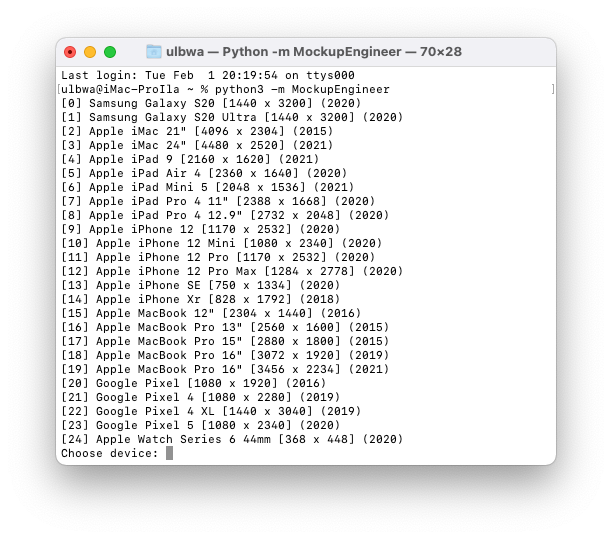 ulbwa — Python -m MockupEngineer — 70×28
Last login: Tue Feb  1 20:19:54 on ttys000
[ulbwa@iMac-ProIla ~ % python3 -m MockupEngineer ]
[0] Samsung Galaxy S20 [1440 x 3200] (2020)
[1] Samsung Galaxy S20 Ultra [1440 x 3200] (2020)
[2] Apple iMac 21" [4096 x 2304] (2015)
[3] Apple iMac 24" [4480 x 2520] (2021)
[4] Apple iPad 9 [2160 x 1620] (2021)
[5] Apple iPad Air 4 [2360 x 1640] (2020)
[6] Apple iPad Mini 5 [2048 x 1536] (2021)
[7] Apple iPad Pro 4 11" [2388 x 1668] (2020)
[8] Apple iPad Pro 4 12.9" [2732 x 2048] (2020)
[9] Apple iPhone 12 [1170 x 2532] (2020)
[10] Apple iPhone 12 Mini [1080 x 2340] (2020)
[11] Apple iPhone 12 Pro [1170 x 2532] (2020)
[12] Apple iPhone 12 Pro Max [1284 x 2778] (2020)
[13] Apple iPhone SE [750 x 1334] (2020)
[14] Apple iPhone Xr [828 x 1792] (2018)
[15] Apple MacBook 12" [2304 x 1440] (2016)
[16] Apple MacBook Pro 13" [2560 x 1600] (2015)
[17] Apple MacBook Pro 15" [2880 x 1800] (2015)
[18] Apple MacBook Pro 16" [3072 x 1920] (2019)
[19] Apple MacBook Pro 16" [3456 x 2234] (2021)
[20] Google Pixel [1080 x 1920] (2016)
[21] Google Pixel 4 [1080 x 2280] (2019)
[22] Google Pixel 4 XL [1440 x 3040] (2019)
[23] Google Pixel 5 [1080 x 2340] (2020)
[24] Apple Watch Series 6 44mm [368 x 448] (2020)
Choose device: